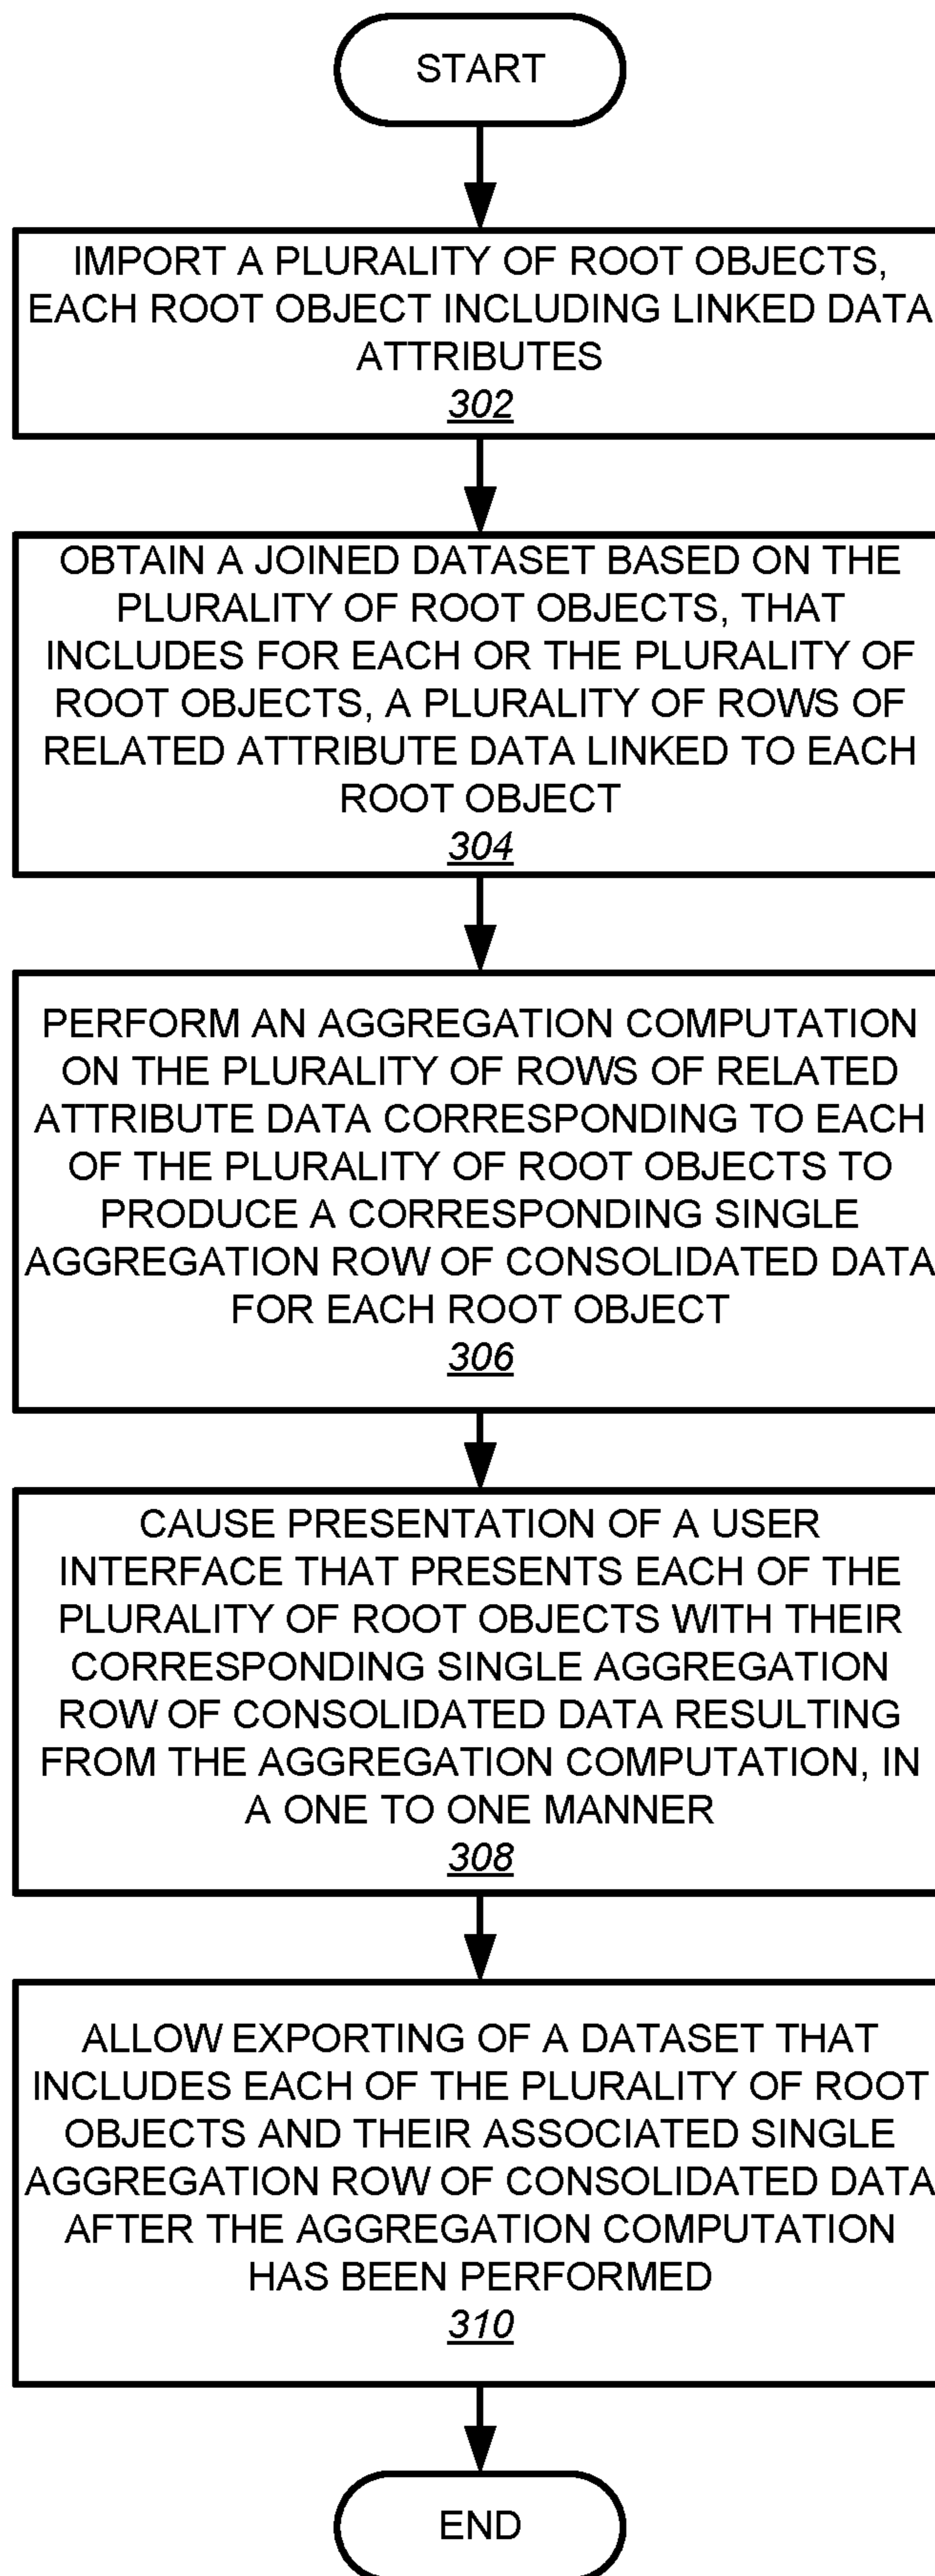 START
IMPORT A PLURALITY OF ROOT OBJECTS,
EACH ROOT OBJECT INCLUDING LINKED DATA
ATTRIBUTES
302
OBTAIN A JOINED DATASET BASED ON THE
PLURALITY OF ROOT OBJECTS, THAT
INCLUDES FOR EACH OR THE PLURALITY OF
ROOT OBJECTS, A PLURALITY OF ROWS OF
RELATED ATTRIBUTE DATA LINKED TO EACH
ROOT OBJECT
304
PERFORM AN AGGREGATION COMPUTATION
ON THE PLURALITY OF ROWS OF RELATED
ATTRIBUTE DATA CORRESPONDING TO EACH
OF THE PLURALITY OF ROOT OBJECTS TO
PRODUCE A CORRESPONDING SINGLE
AGGREGATION ROW OF CONSOLIDATED DATA
FOR EACH ROOT OBJECT
306
CAUSE PRESENTATION OF A USER
INTERFACE THAT PRESENTS EACH OF THE
PLURALITY OF ROOT OBJECTS WITH THEIR
CORRESPONDING SINGLE AGGREGATION
ROW OF CONSOLIDATED DATA RESULTING
FROM THE AGGREGATION COMPUTATION, IN
A ONE TO ONE MANNER
308
ALLOW EXPORTING OF A DATASET THAT
INCLUDES EACH OF THE PLURALITY OF ROOT
OBJECTS AND THEIR ASSOCIATED SINGLE
AGGREGATION ROW OF CONSOLIDATED DATA
AFTER THE AGGREGATION COMPUTATION
HAS BEEN PERFORMED
310
END